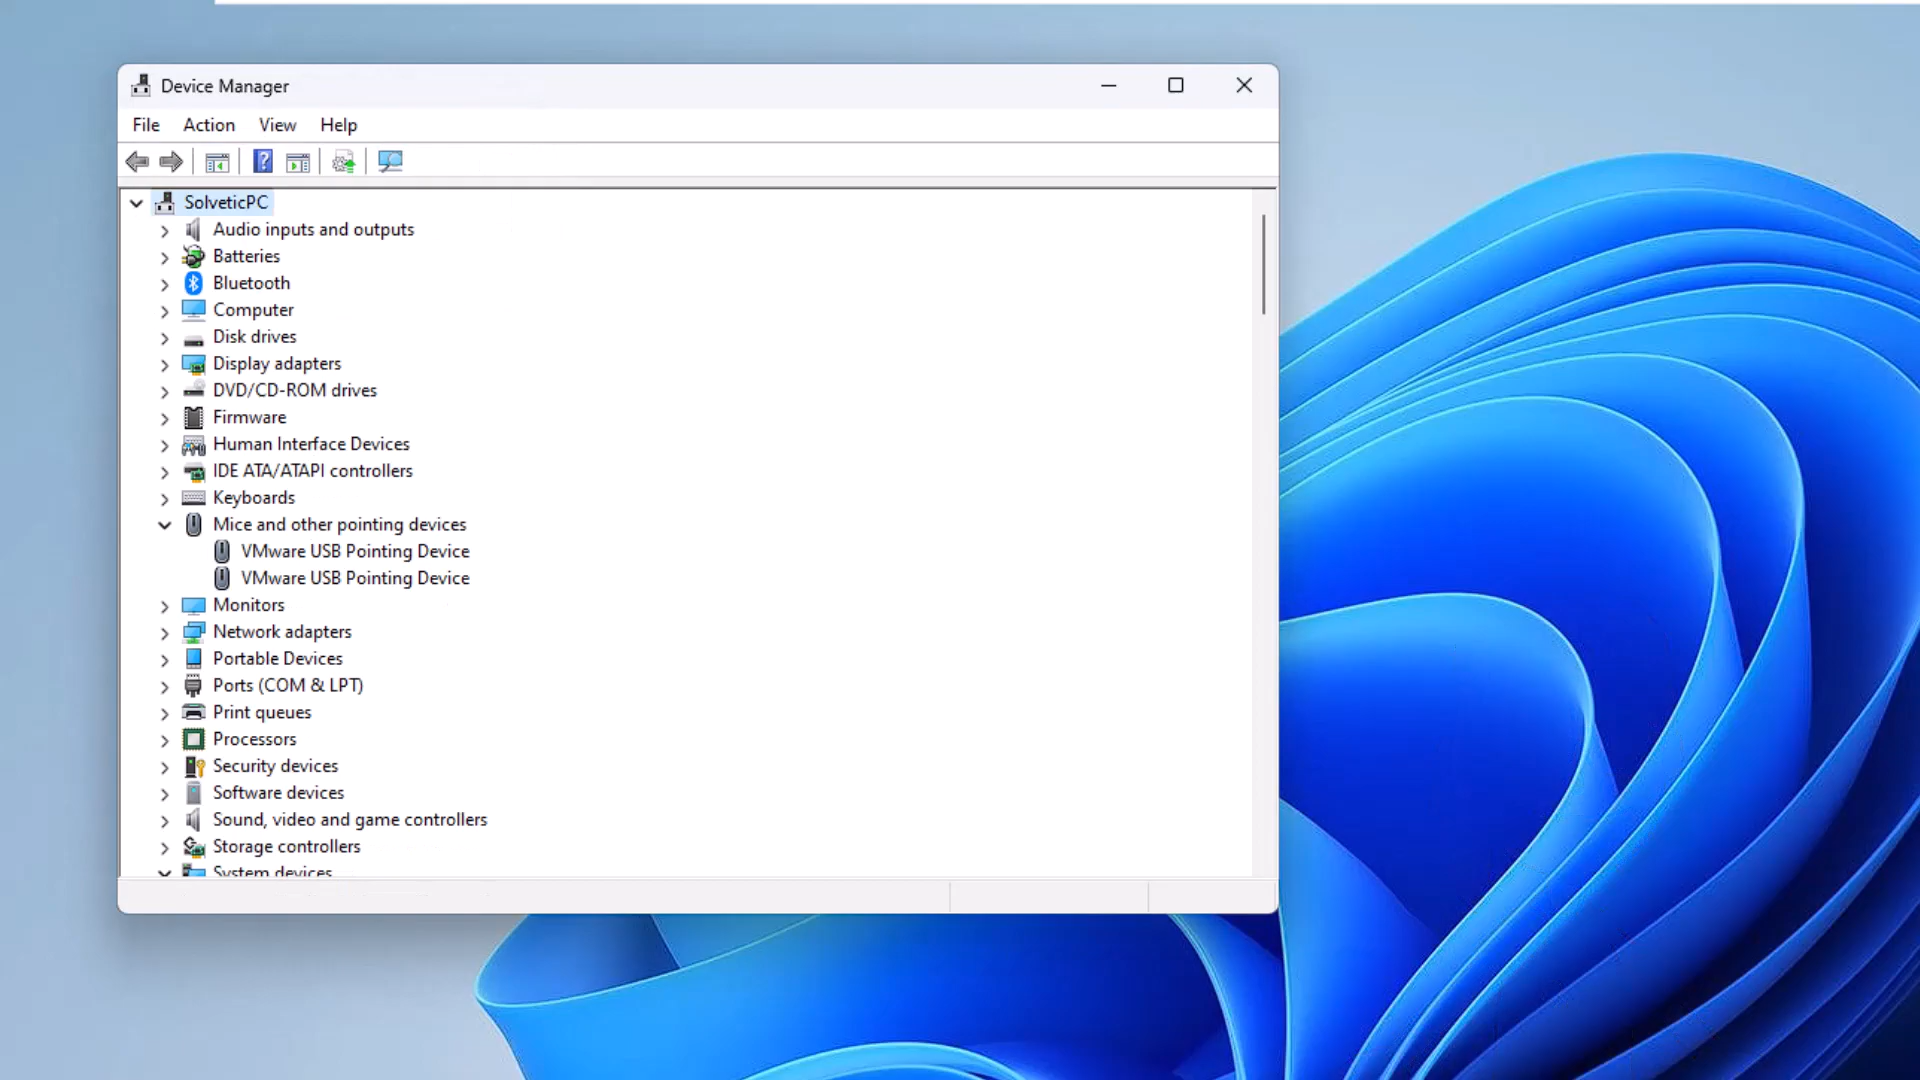 Device Manager
File Action View Help
SolveticPC
Audio inputs and outputs
Batteries
Bluetooth
Computer
Disk drives
Display adapters
DVD/CD-ROM drives
Firmware
Human Interface Devices
IDE ATA/ATAPI controllers
Keyboards
Mice and other pointing devices
VMware USB Pointing Device
VMware USB Pointing Device
Monitors
Network adapters
Portable Devices
Ports (COM & LPT)
Print queues
Processors
Security devices
Software devices
Sound, video and game controllers
Storage controllers
System devices